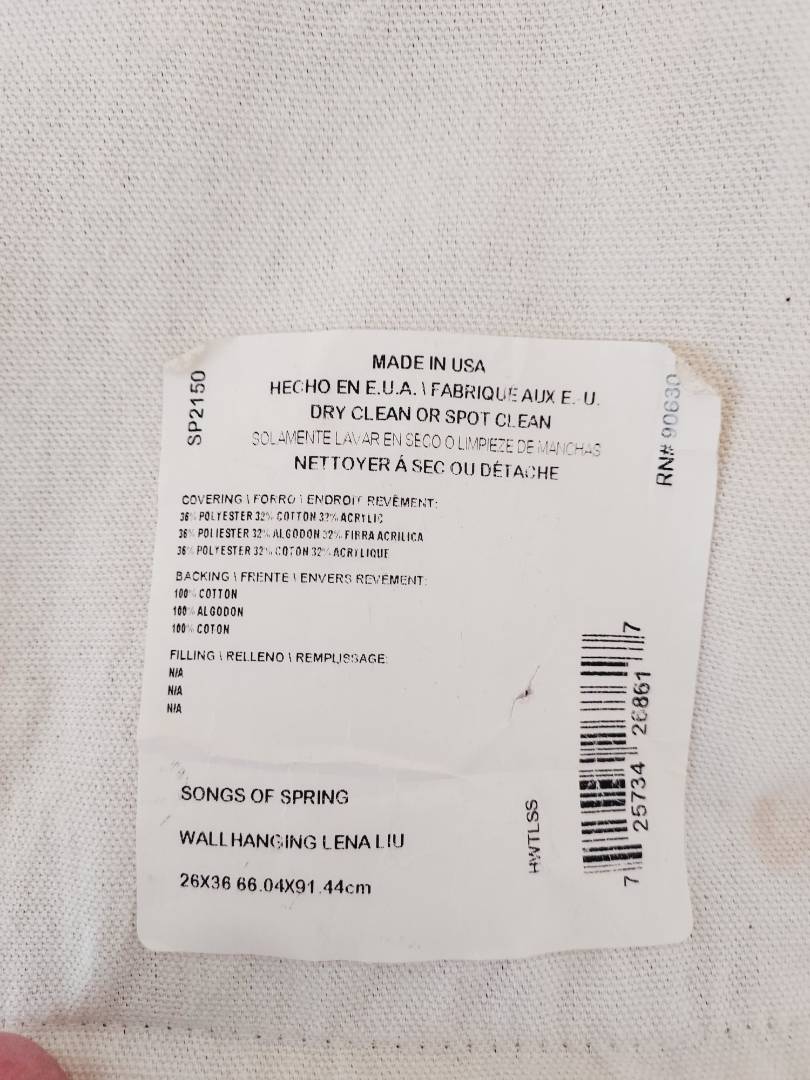 SP2150
MADE IN USA
HECHO EN E.U.A. \ FABRIQUE AUX E. U.
DRY CLEAN OR SPOT CLEAN
SOLAMENTE LAVAR EN SECO O LIMPIEZE DE MANCHAS
NETTOYER Á SEC OU DÉTACHE
RN# 90630
COVERING \ FORRO \ ENDROIT REVÊMENT:
36% POLYESTER 32% COTTON 32% ACRYLIC
36% POLIESTER 32% ALGODON 32% FIBRA ACRILICA
36% POLYESTER 32% COTON 32% ACRYLIQUE
BACKING \ FRENTE \ ENVERS REVEMENT:
100% COTTON
100% ALGODON
100% COTON
FILLING \ RELLENO \ REMPLISSAGE:
N/A
N/A
N/A
SONGS OF SPRING
WALLHANGING LENA LIU
26X36 66.04X91.44cm
HWTLSS
7 25734 26861 7